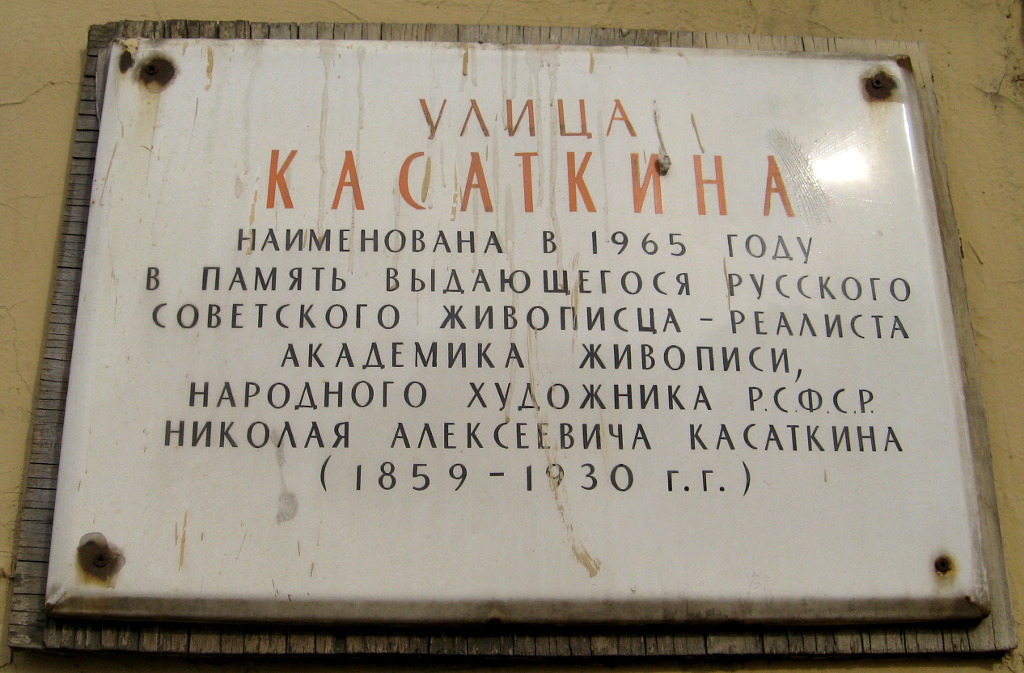 УЛИЦА
КАСАТКИНА
НАИМЕНОВАНА В 1965 ГОДУ
В ПАМЯТЬ ВЫДАЮЩЕГОСЯ РУССКОГО
СОВЕТСКОГО ЖИВОПИСЦА - РЕАЛИСТА
АКАДЕМИКА ЖИВОПИСИ,
НАРОДНОГО ХУДОЖНИКА Р.С.Ф.С.Р.
НИКОЛАЯ АЛЕКСЕЕВИЧА КАСАТКИНА
(1859-1930 г.г.)